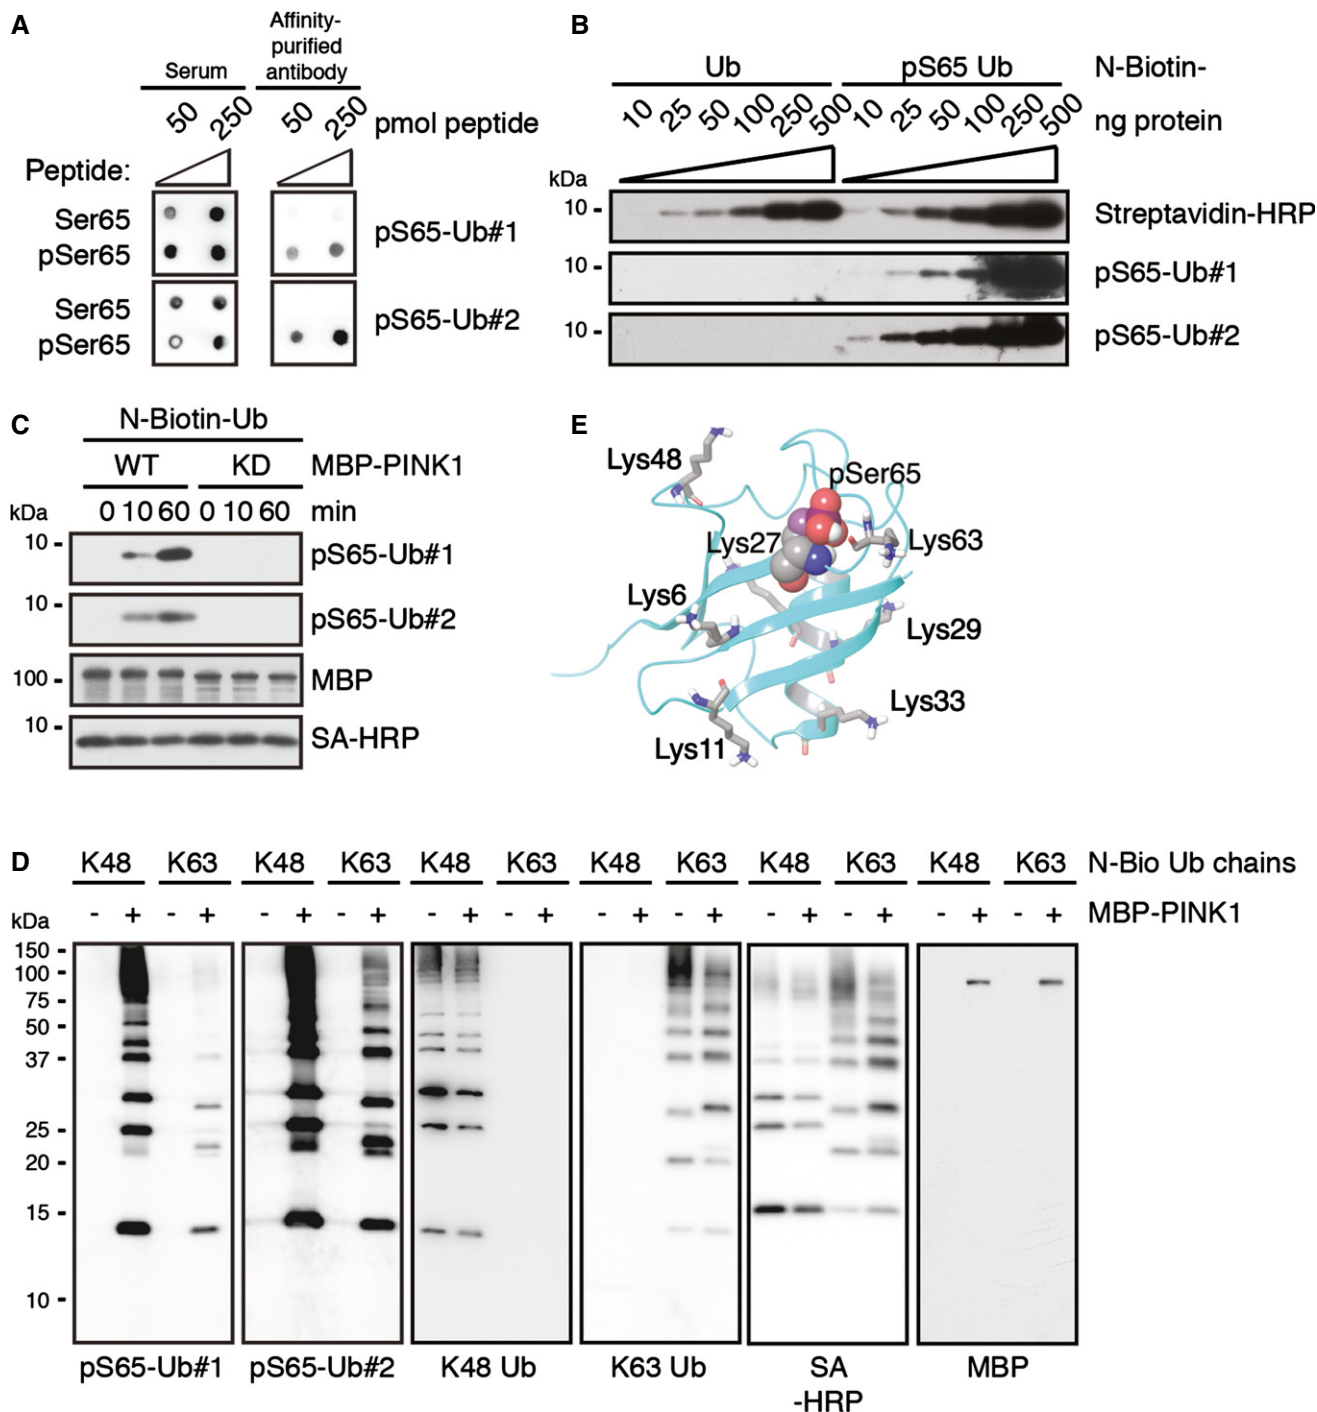 A
Serum
Affinity-
purified
antibody
50 250 50 250 pmol peptide
Peptide:
Ser65
pSer65
pS65-Ub#1
Ser65
pSer65
pS65-Ub#2
B
Ub pS65 Ub N-Biotin-
10 25 50 100 250 500 10 25 50 100 250 500 ng protein
kDa
10 - Streptavidin-HRP
10 - pS65-Ub#1
10 - pS65-Ub#2
C
N-Biotin-Ub
WT KD MBP-PINK1
kDa 0 10 60 0 10 60 min
10 - pS65-Ub#1
10 - pS65-Ub#2
100 - MBP
10 - SA-HRP
E
Lys48
pSer65
Lys27
Lys63
Lys6
Lys29
Lys33
Lys11
D
K48 K63 K48 K63 K48 K63 K48 K63 K48 K63 K48 K63 N-Bio Ub chains
kDa - + - + - + - + - + - + - + - + - + - + - + - + MBP-PINK1
150 -
100 -
75 -
50 -
37 -
25 -
20 -
15 -
10 -
pS65-Ub#1 pS65-Ub#2 K48 Ub K63 Ub SA MBP
-HRP